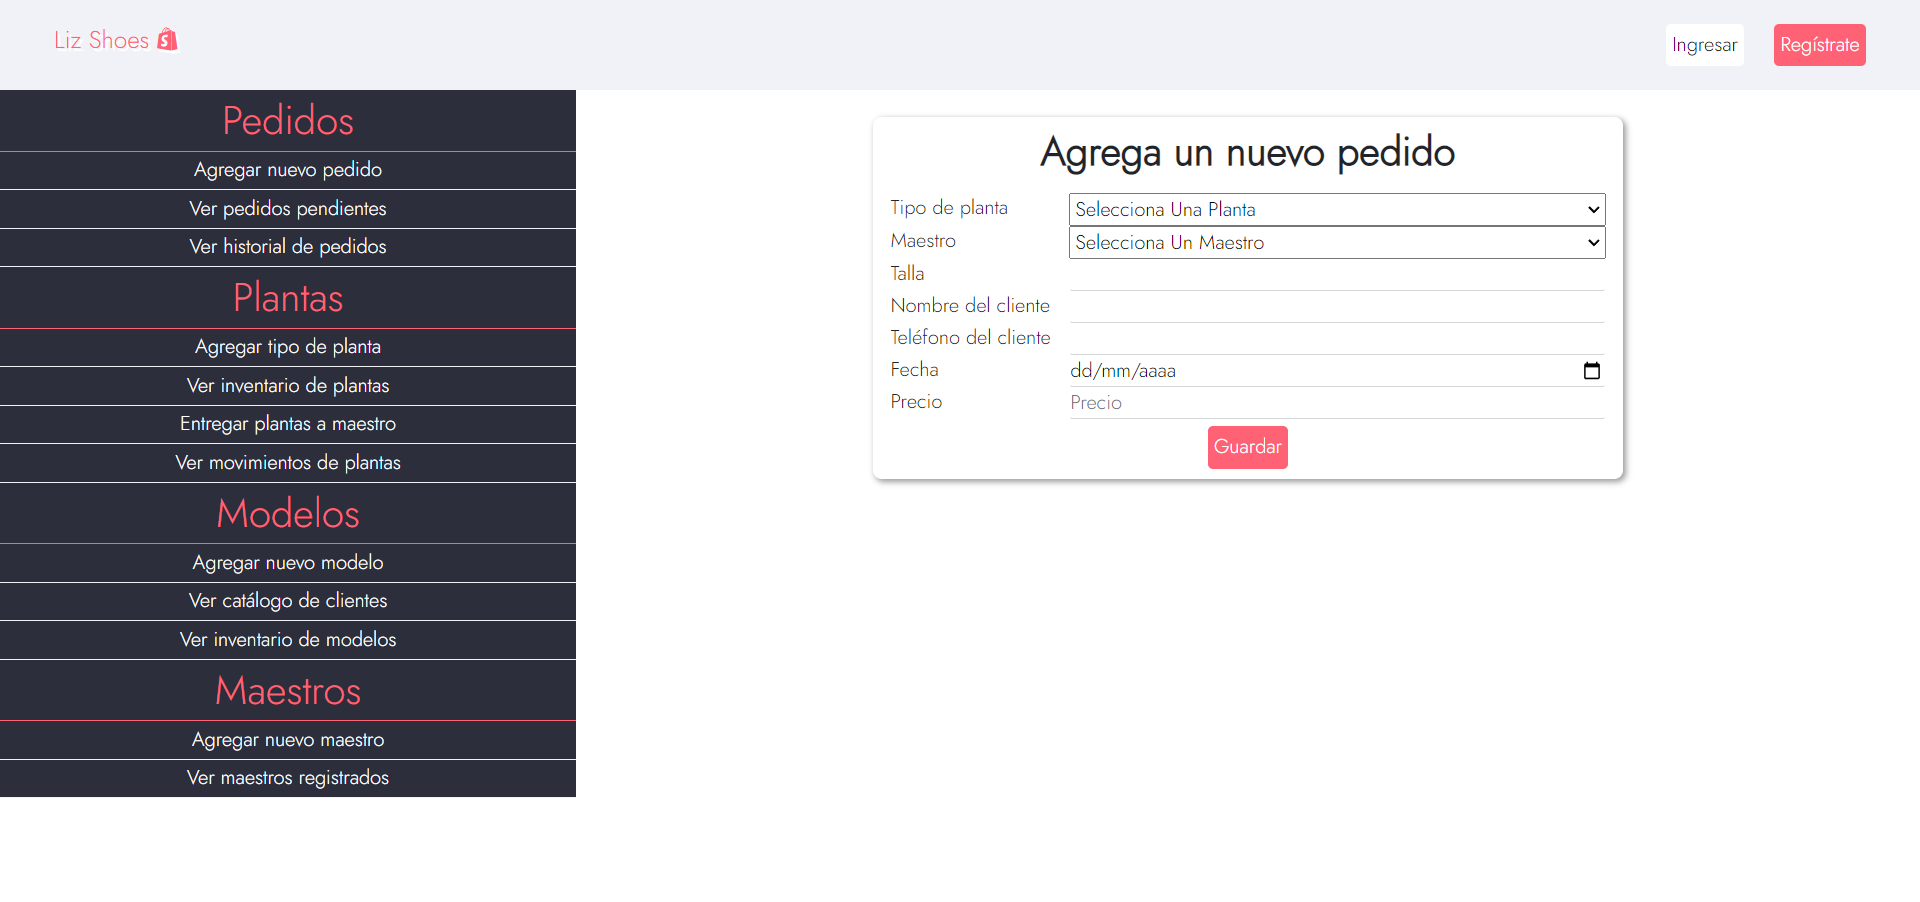 Liz Shoes
Ingresar
Regístrate
Pedidos
Agregar nuevo pedido
Ver pedidos pendientes
Ver historial de pedidos
Plantas
Agregar tipo de planta
Ver inventario de plantas
Entregar plantas a maestro
Ver movimientos de plantas
Modelos
Agregar nuevo modelo
Ver catálogo de clientes
Ver inventario de modelos
Maestros
Agregar nuevo maestro
Ver maestros registrados
Agrega un nuevo pedido
Tipo de planta Selecciona Una Planta
Maestro Selecciona Un Maestro
Talla
Nombre del cliente
Teléfono del cliente
Fecha dd/mm/aaaa
Precio Precio
Guardar